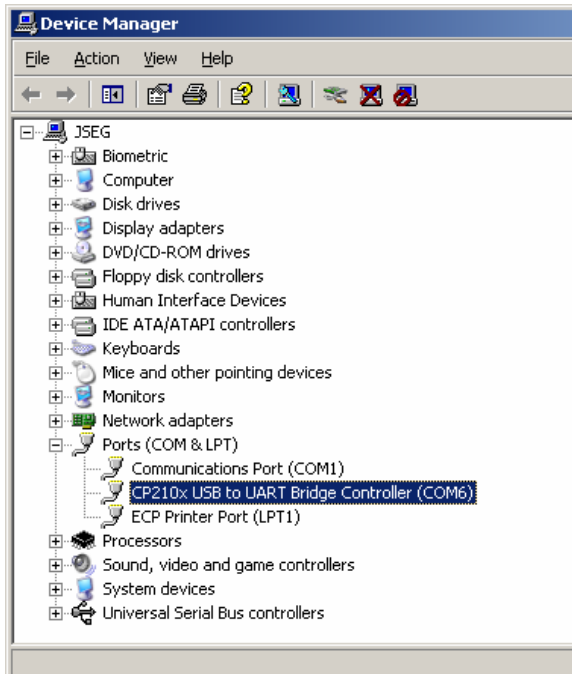 Device Manager
File Action View Help
JSEG
Biometric
Computer
Disk drives
Display adapters
DVD/CD-ROM drives
Floppy disk controllers
Human Interface Devices
IDE ATA/ATAPI controllers
Keyboards
Mice and other pointing devices
Monitors
Network adapters
Ports (COM & LPT)
Communications Port (COM1)
CP210x USB to UART Bridge Controller (COM6)
ECP Printer Port (LPT1)
Processors
Sound, video and game controllers
System devices
Universal Serial Bus controllers